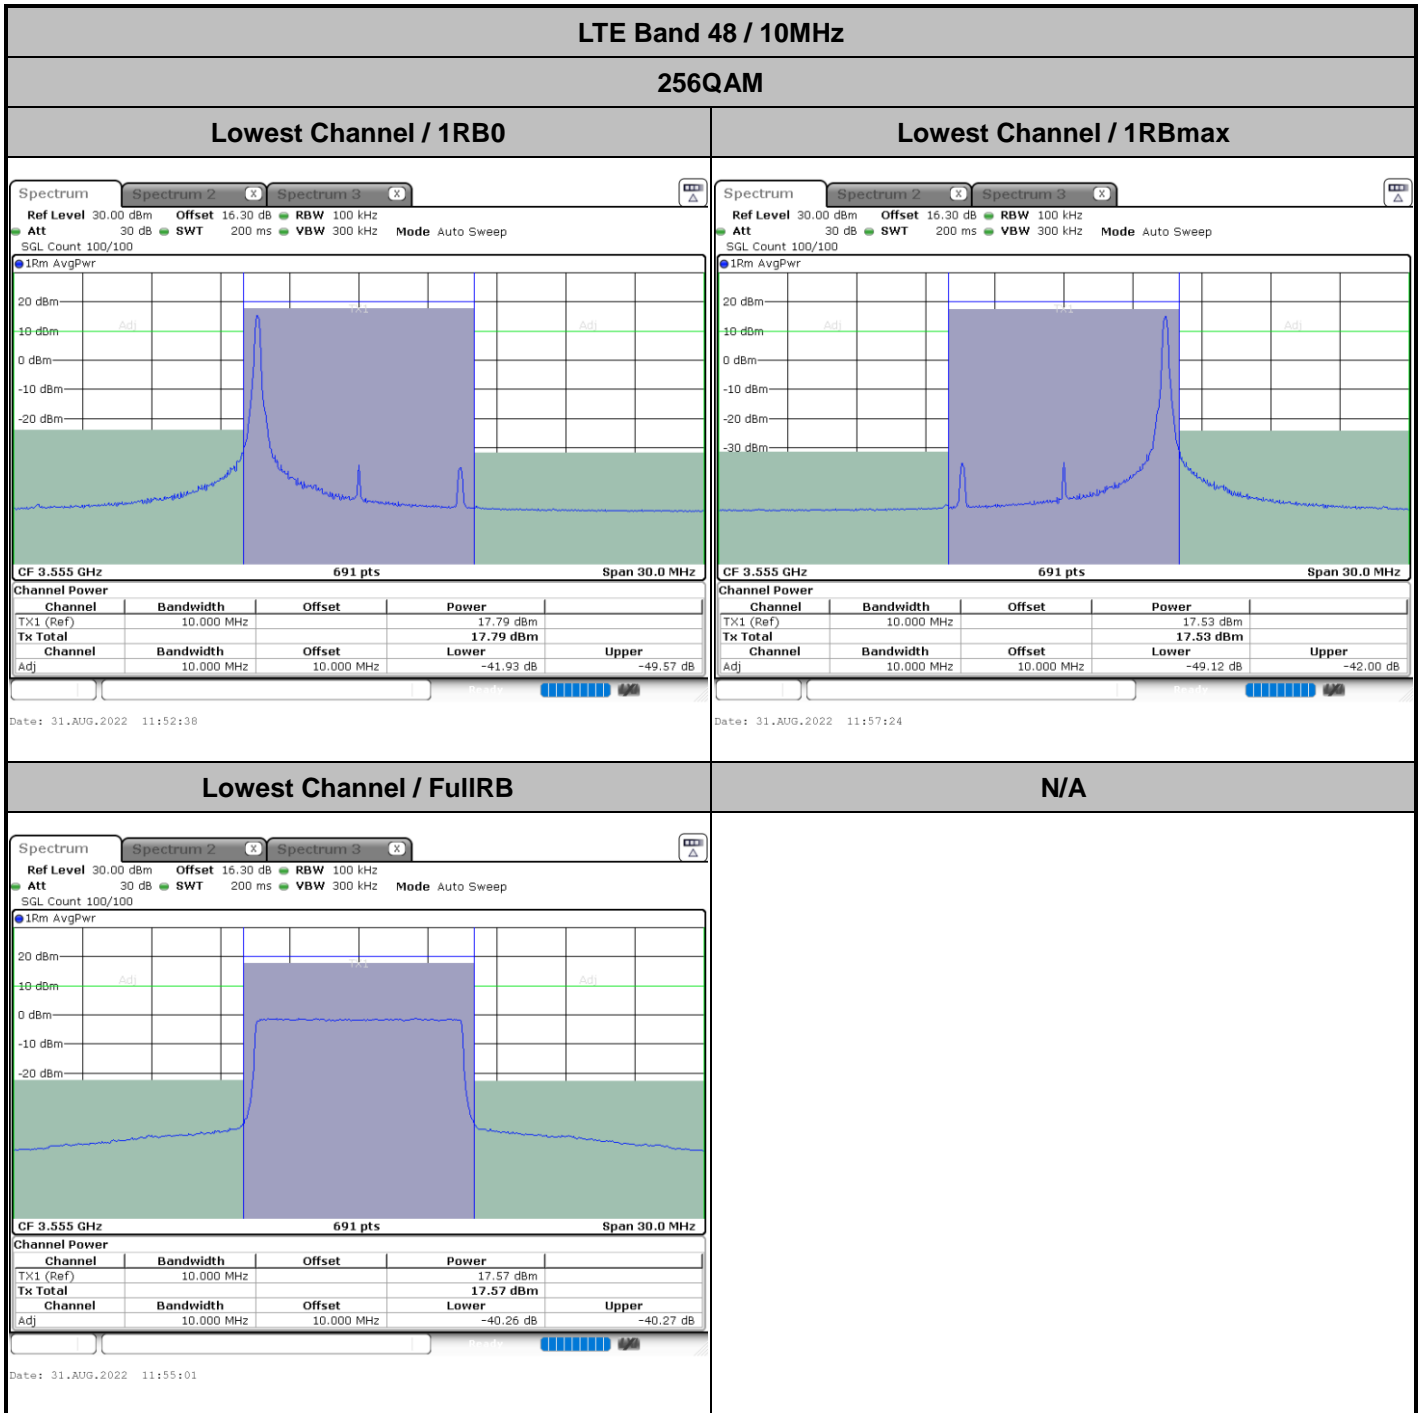 LTE Band 48 / 10MHz
256QAM
Lowest Channel / 1RB0
Lowest Channel / 1RBmax
Spectrum Spectrum 2 X Spectrum 3 X
Ref Level 30.00 dBm Offset 16.30 dB RBW 100 kHz
Att 30 dB SWT 200 ms VBW 300 kHz Mode Auto Sweep
SGL Count 100/100
1Rm AvgPwr
TX1
20 dBm
Adj Adj
10 dBm
0 dBm
-10 dBm
-20 dBm
CF 3.555 GHz 691 pts Span 30.0 MHz
Channel Power
Channel Bandwidth Offset Power
TX1 (Ref) 10.000 MHz 17.79 dBm
Tx Total 17.79 dBm
Channel Bandwidth Offset Lower Upper
Adj 10.000 MHz 10.000 MHz -41.93 dB -49.57 dB
Ready
Date: 31.AUG.2022 11:52:38
Spectrum Spectrum 2 X Spectrum 3 X
Ref Level 30.00 dBm Offset 16.30 dB RBW 100 kHz
Att 30 dB SWT 200 ms VBW 300 kHz Mode Auto Sweep
SGL Count 100/100
1Rm AvgPwr
TX1
20 dBm
Adj Adj
10 dBm
0 dBm
-10 dBm
-20 dBm
-30 dBm
CF 3.555 GHz 691 pts Span 30.0 MHz
Channel Power
Channel Bandwidth Offset Power
TX1 (Ref) 10.000 MHz 17.53 dBm
Tx Total 17.53 dBm
Channel Bandwidth Offset Lower Upper
Adj 10.000 MHz 10.000 MHz -49.12 dB -42.00 dB
Ready
Date: 31.AUG.2022 11:57:24
Lowest Channel / FullRB
N/A
Spectrum Spectrum 2 X Spectrum 3 X
Ref Level 30.00 dBm Offset 16.30 dB RBW 100 kHz
Att 30 dB SWT 200 ms VBW 300 kHz Mode Auto Sweep
SGL Count 100/100
1Rm AvgPwr
20 dBm
TX1
Adj Adj
10 dBm
0 dBm
-10 dBm
-20 dBm
CF 3.555 GHz 691 pts Span 30.0 MHz
Channel Power
Channel Bandwidth Offset Power
TX1 (Ref) 10.000 MHz 17.57 dBm
Tx Total 17.57 dBm
Channel Bandwidth Offset Lower Upper
Adj 10.000 MHz 10.000 MHz -40.26 dB -40.27 dB
Ready
Date: 31.AUG.2022 11:55:01